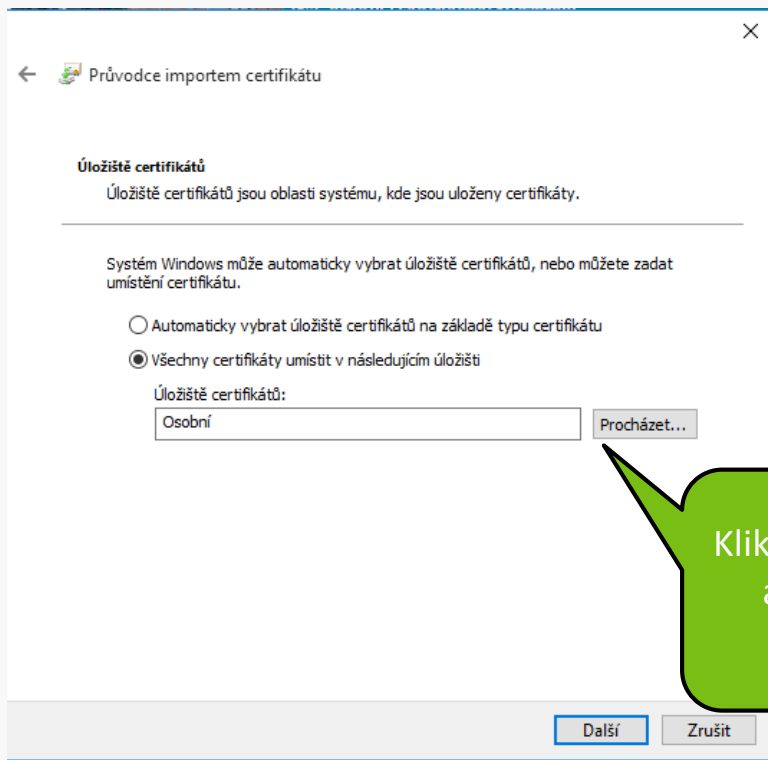 Průvodce importem certifikátu
Úložiště certifikátů
Úložiště certifikátů jsou oblasti systému, kde jsou uloženy certifikáty.
Systém Windows může automaticky vybrat úložiště certifikátů, nebo můžete zadat
umístění certifikátu.
Automaticky vybrat úložiště certifikátů na základě typu certifikátu
Všechny certifikáty umístit v následujícím úložišti
Úložiště certifikátů:
Osobní
Procházet...
Klik
a
Další
Zrušit